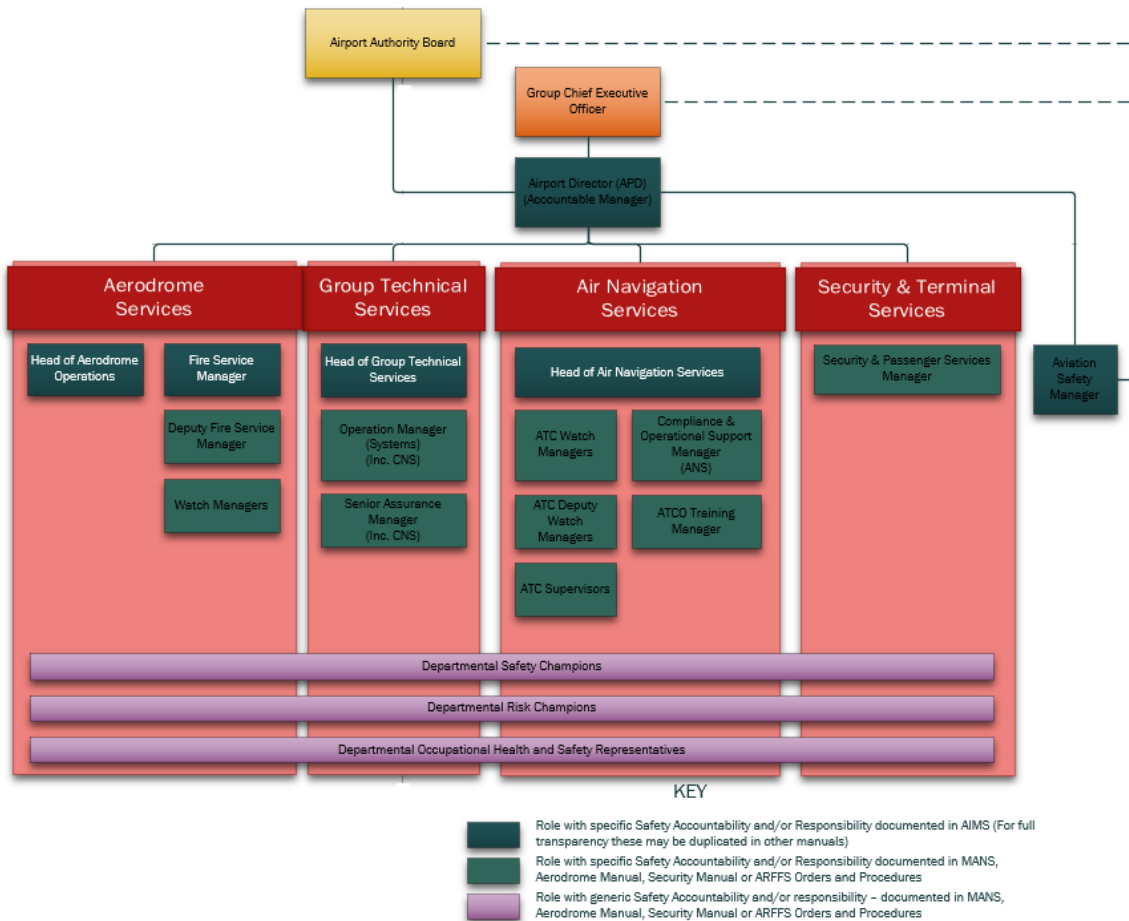 Airport Authority Board
Group Chief Executive
Officer
Airport Director (APD)
(Accountable Manager)
Aerodrome
Services
Group Technical
Services
Air Navigation
Services
Security & Terminal
Services
Head of Aerodrome
Operations
Fire Service
Manager
Deputy Fire Service
Manager
Watch Managers
Head of Group Technical
Services
Operation Manager
(Systems)
(Inc. CNS)
Senior Assurance
Manager
(Inc. CNS)
Head of Air Navigation Services
ATC Watch
Managers
ATC Deputy
Watch
Managers
ATC Supervisors
Compliance &
Operational Support
Manager
(ANS)
ATCO Training
Manager
Security & Passenger Services
Manager
Aviation
Safety
Manager
Departmental Safety Champions
Departmental Risk Champions
Departmental Occupational Health and Safety Representatives
KEY
Role with specific Safety Accountability and/or Responsibility documented in AIMS (For full
transparency these may be duplicated in other manuals)
Role with specific Safety Accountability and/or Responsibility documented in MANS,
Aerodrome Manual, Security Manual or ARFFS Orders and Procedures
Role with generic Safety Accountability and/or responsibility – documented in MANS,
Aerodrome Manual, Security Manual or ARFFS Orders and Procedures